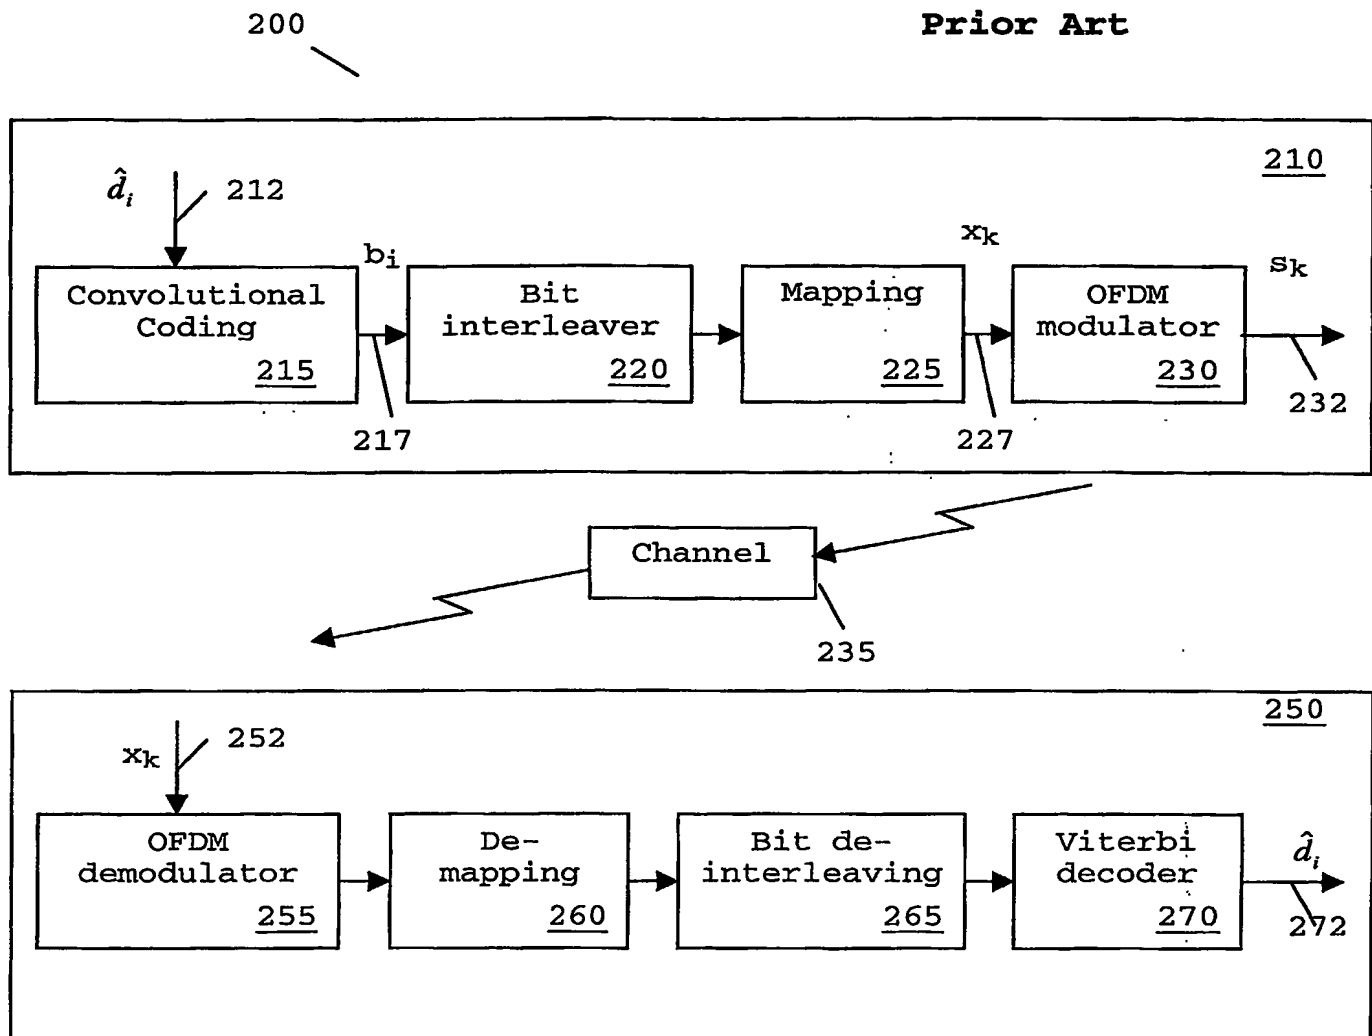 200
Prior Art
210
d̂i
212
bi
xk
sk
Convolutional
Coding
215
Bit
interleaver
220
Mapping
225
OFDM
modulator
230
217
227
232
Channel
235
250
xk
252
OFDM
demodulator
255
De-
mapping
260
Bit de-
interleaving
265
Viterbi
decoder
270
d̂i
272